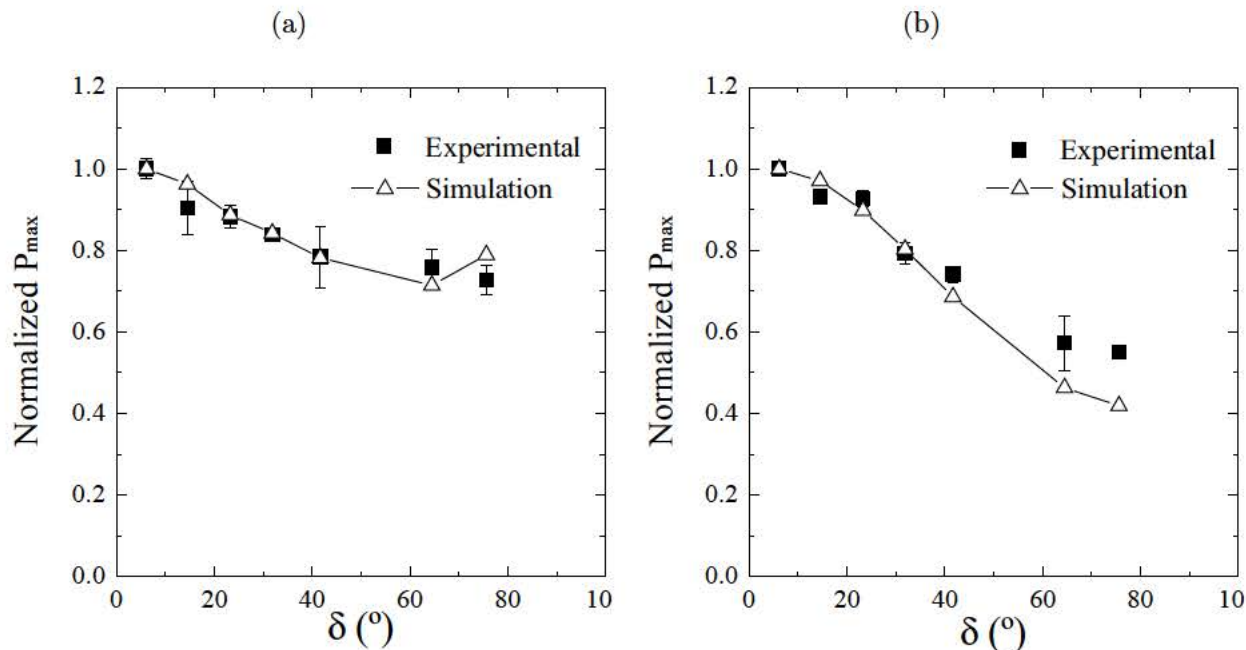 (a)
1.2
1.0
0.8
0.6
0.4
0.2
0.0
Normalized Pmax
Experimental
Simulation
0 20 40 60 80 10
δ (º)
(b)
1.2
1.0
0.8
0.6
0.4
0.2
0.0
Normalized Pmax
Experimental
Simulation
0 20 40 60 80 10
δ (º)